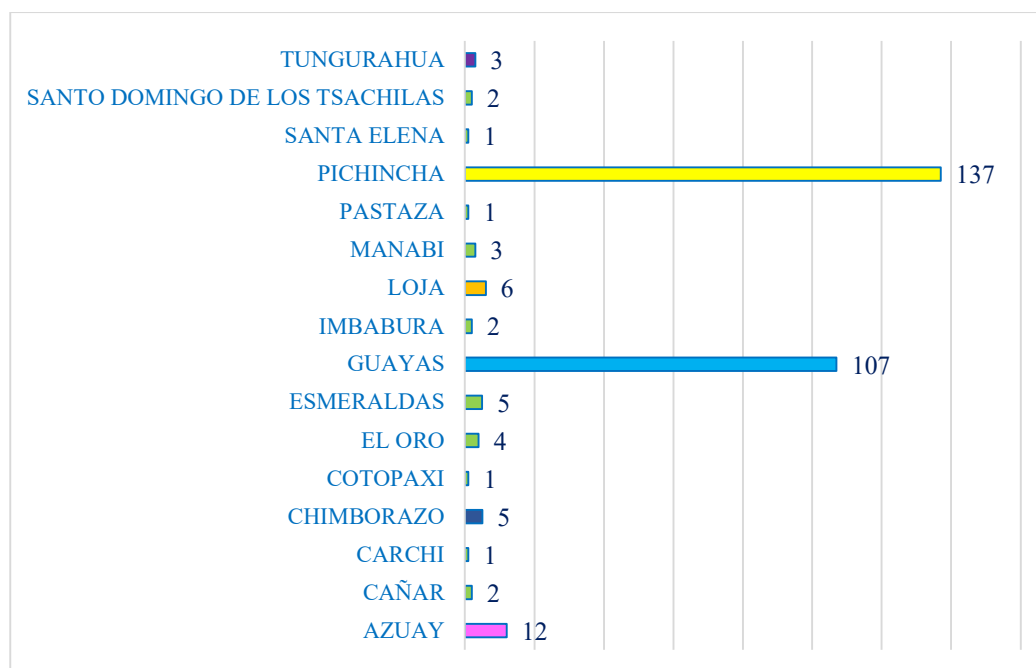 TUNGURAHUA 3
SANTO DOMINGO DE LOS TSACHILAS 2
SANTA ELENA 1
PICHINCHA 137
PASTAZA 1
MANABI 3
LOJA 6
IMBABURA 2
GUAYAS 107
ESMERALDAS 5
EL ORO 4
COTOPAXI 1
CHIMBORAZO 5
CARCHI 1
CAÑAR 2
AZUAY 12